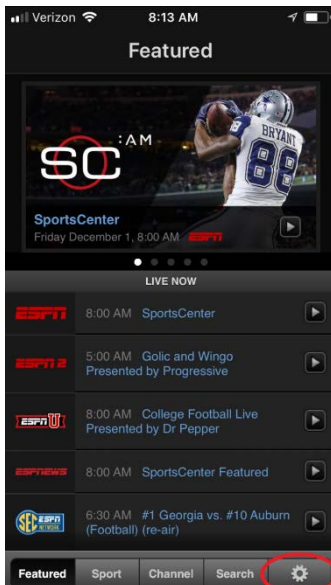 Verizon 8:13 AM
Featured
:AM
SC
BRYANT
88
SportsCenter
Friday December 1, 8:00 AM ESPN
LIVE NOW
ESPN 8:00 AM SportsCenter
ESPN 2 5:00 AM Golic and Wingo
Presented by Progressive
ESPN U 8:00 AM College Football Live
Presented by Dr Pepper
ESPNEWS 8:00 AM SportsCenter Featured
SEC ESPN NETWORK 6:30 AM #1 Georgia vs. #10 Auburn
(Football) (re-air)
Featured Sport Channel Search